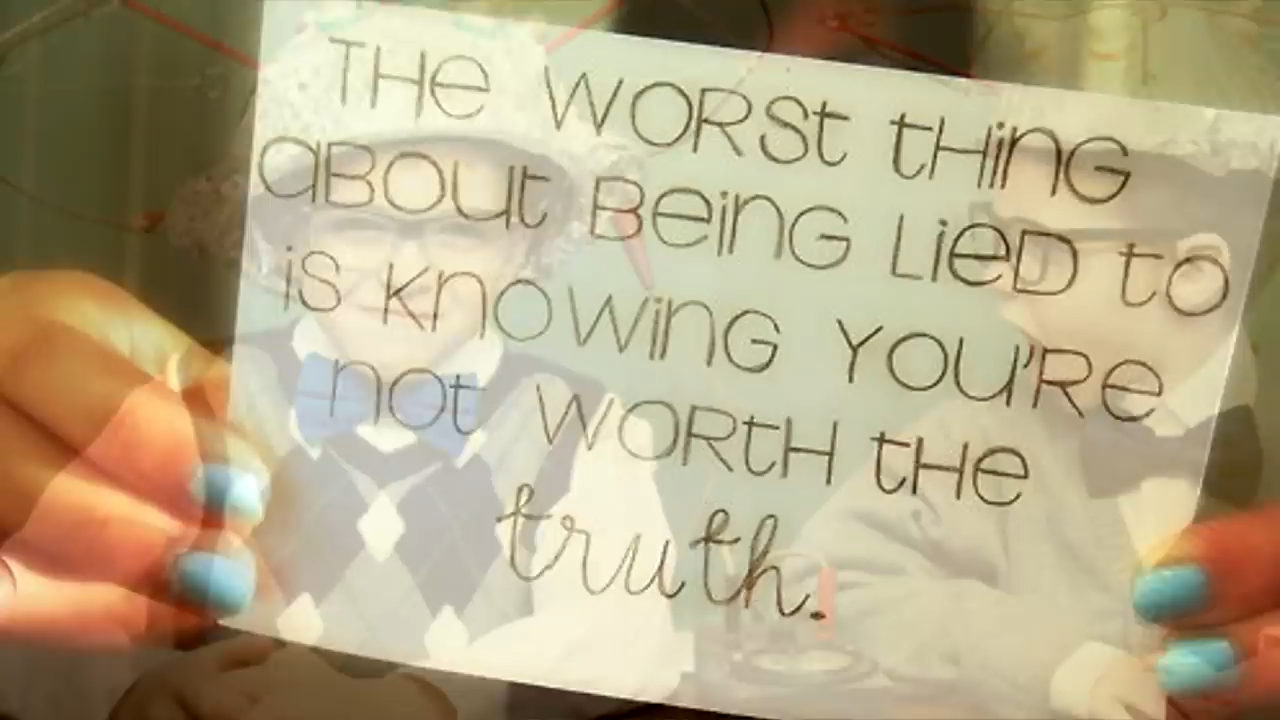 THE WORST tHiNG
aBOUt BeiNG LiED tO
iS KNOWiNG YOU'Re
NOt WORtH tHe
truth.